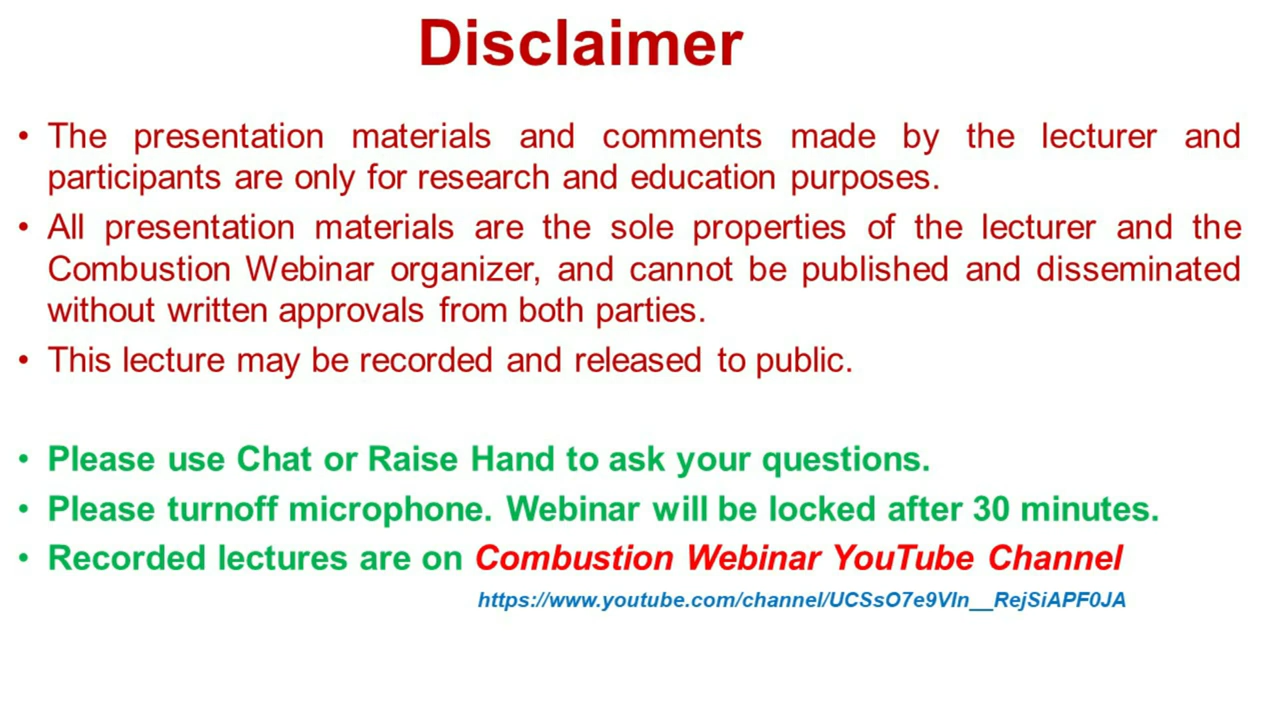 Disclaimer
• The presentation materials and comments made by the lecturer and
participants are only for research and education purposes.
• All presentation materials are the sole properties of the lecturer and the
Combustion Webinar organizer, and cannot be published and disseminated
without written approvals from both parties.
• This lecture may be recorded and released to public.
• Please use Chat or Raise Hand to ask your questions.
• Please turnoff microphone. Webinar will be locked after 30 minutes.
• Recorded lectures are on Combustion Webinar YouTube Channel
https://www.youtube.com/channel/UCSsO7e9VIn__RejSiAPF0JA